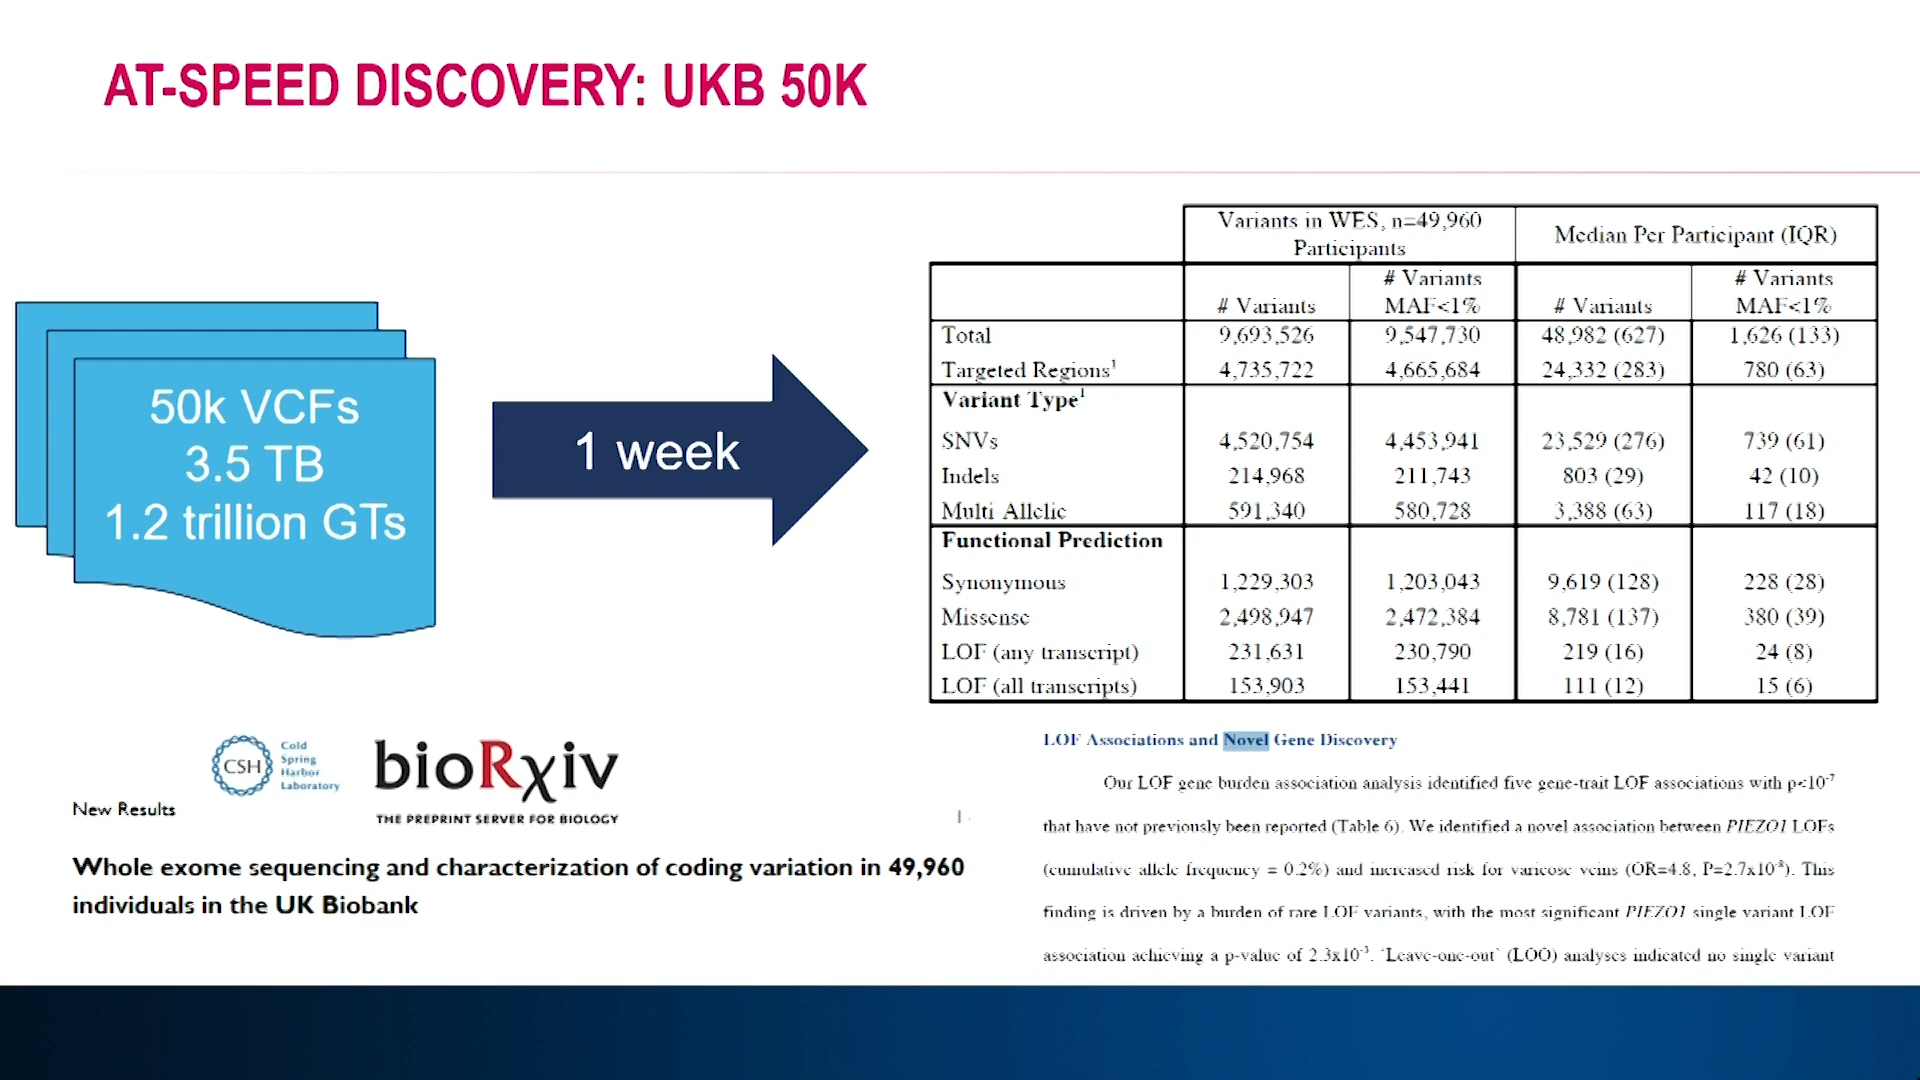 AT-SPEED DISCOVERY: UKB 50K
50k VCFs
3.5 TB
1.2 trillion GTs
1 week
Variants in WES, n=49,960 Participants Median Per Participant (IQR)
# Variants # Variants MAF<1% # Variants # Variants MAF<1%
Total 9,693,526 9,547,730 48,982 (627) 1,626 (133)
Targeted Regions¹ 4,735,722 4,665,684 24,332 (283) 780 (63)
Variant Type¹
SNVs 4,520,754 4,453,941 23,529 (276) 739 (61)
Indels 214,968 211,743 803 (29) 42 (10)
Multi Allelic 591,340 580,728 3,388 (63) 117 (18)
Functional Prediction
Synonymous 1,229,303 1,203,043 9,619 (128) 228 (28)
Missense 2,498,947 2,472,384 8,781 (137) 380 (39)
LOF (any transcript) 231,631 230,790 219 (16) 24 (8)
LOF (all transcripts) 153,903 153,441 111 (12) 15 (6)
CSH Cold Spring Harbor Laboratory
bioRχiv
THE PREPRINT SERVER FOR BIOLOGY
New Results
Whole exome sequencing and characterization of coding variation in 49,960
individuals in the UK Biobank
LOF Associations and Novel Gene Discovery
Our LOF gene burden association analysis identified five gene-trait LOF associations with p<10⁻⁷
that have not previously been reported (Table 6). We identified a novel association between PIEZO1 LOFs
(cumulative allele frequency = 0.2%) and increased risk for varicose veins (OR=4.8, P=2.7x10⁻⁸). This
finding is driven by a burden of rare LOF variants, with the most significant PIEZO1 single variant LOF
association achieving a p-value of 2.3x10⁻³. 'Leave-one-out' (LOO) analyses indicated no single variant